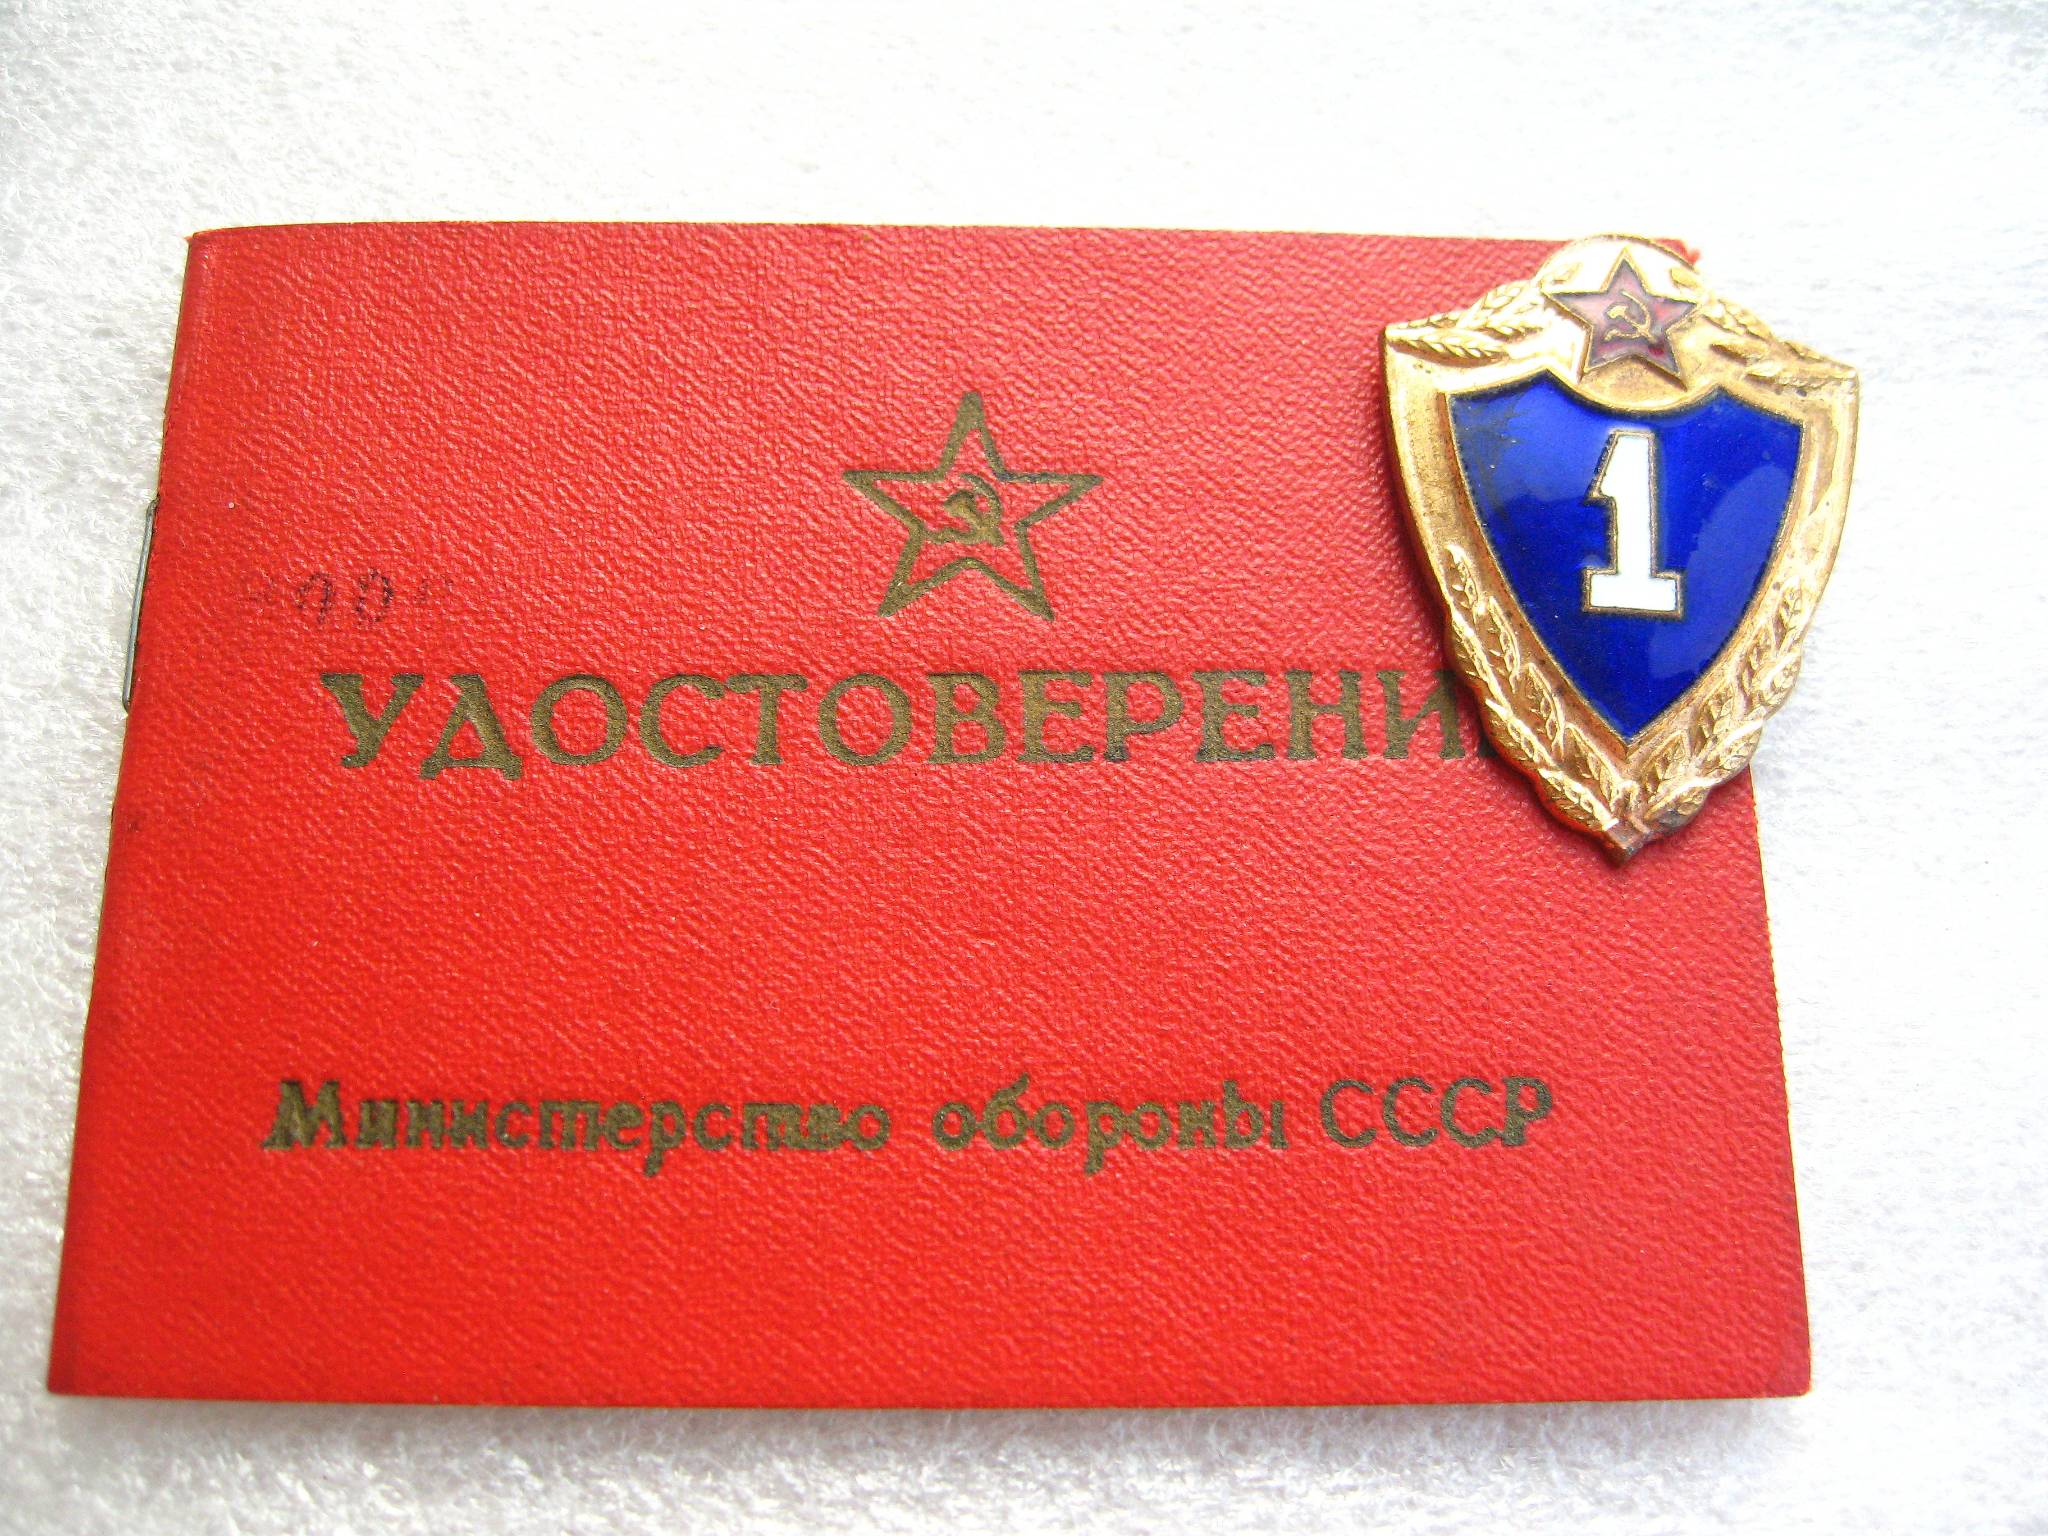 1
УДОСТОВЕРЕНИ
Министерство обороны СССР